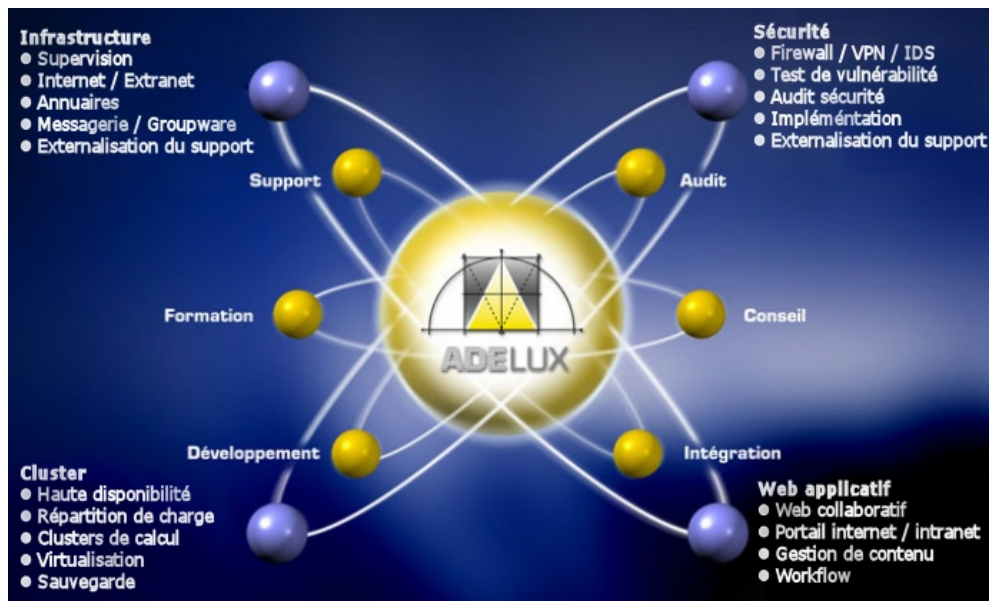 Infrastructure
Supervision
Internet / Extranet
Annuaires
Messagerie / Groupware
Externalisation du support
Sécurité
Firewall / VPN / IDS
Test de vulnérabilité
Audit sécurité
Impléméntation
Externalisation du support
Support
Audit
Formation
Conseil
ADELUX
Développement
Intégration
Cluster
Haute disponibilité
Répartition de charge
Clusters de calcul
Virtualisation
Sauvegarde
Web applicatif
Web collaboratif
Portail internet / intranet
Gestion de contenu
Workflow